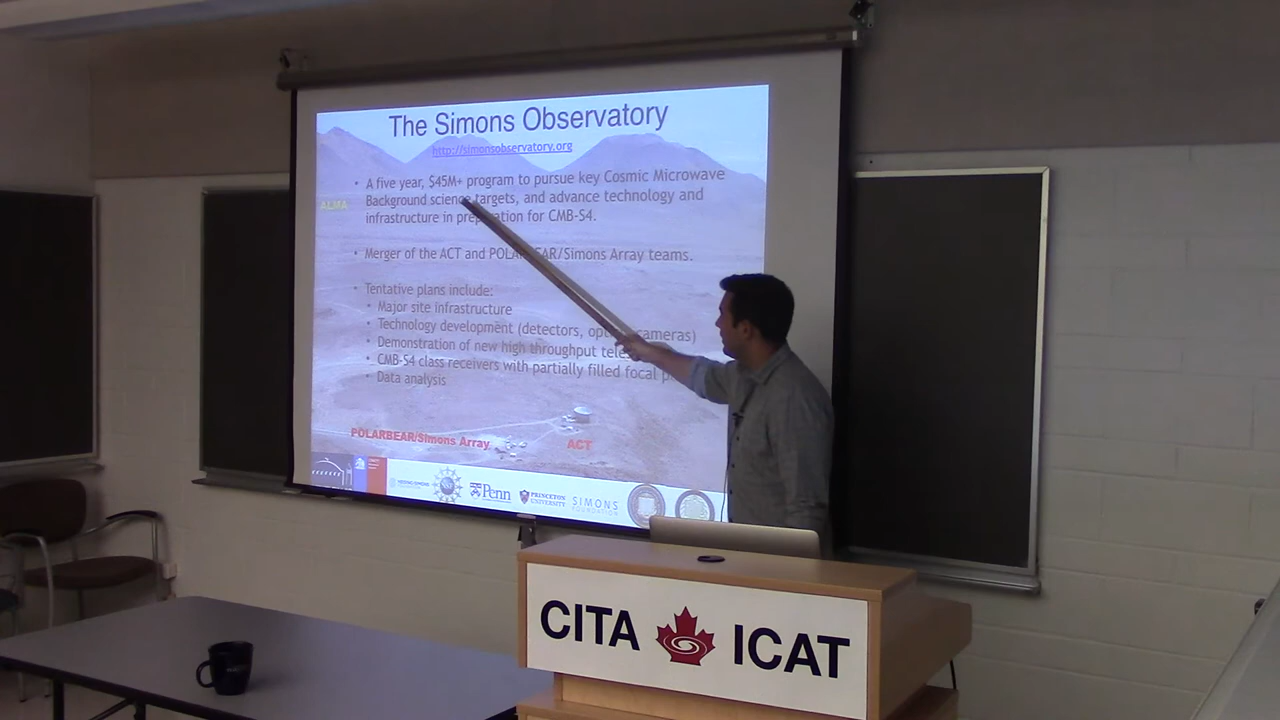 The Simons Observatory
http://simonsobservatory.org
• A five year, $45M+ program to pursue key Cosmic Microwave
Background science targets, and advance technology and
infrastructure in preparation for CMB-S4.
ALMA
• Merger of the ACT and POLARBEAR/Simons Array teams.
• Tentative plans include:
• Major site infrastructure
• Technology development (detectors, optics, cameras)
• Demonstration of new high throughput
• CMB-S4 class receivers with partially filled focal
• Data analysis
POLARBEAR/Simons Array
ACT
Penn
PRINCETON
UNIVERSITY
SIMONS
FOUNDATION
CITA ICAT